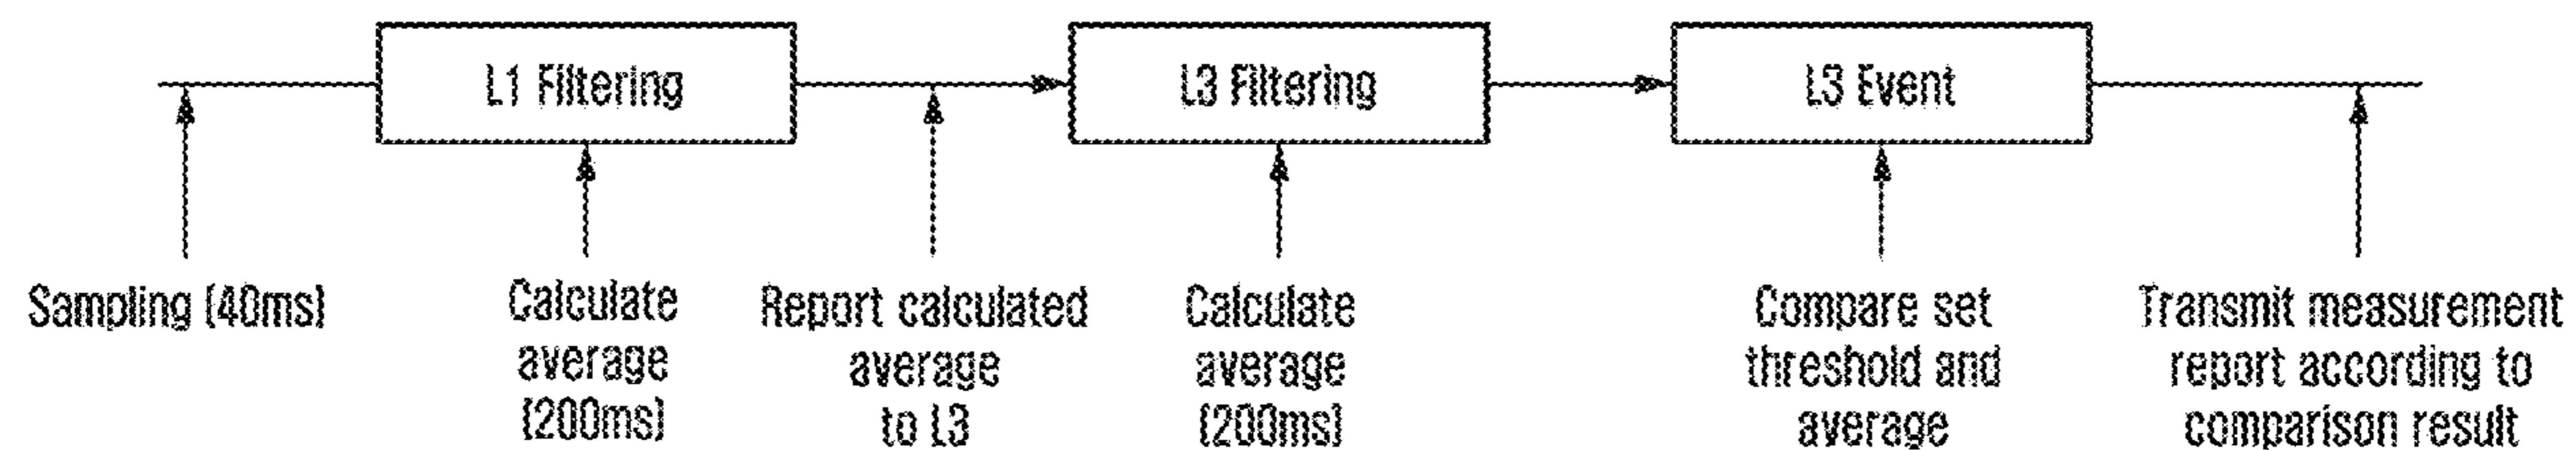 L1 Filtering
L3 Filtering
L3 Event
Sampling (40ms)
Calculate
average
(200ms)
Report calculated
average
to L3
Calculate
average
(200ms)
Compare set
threshold and
average
Transmit measurement
report according to
comparison result